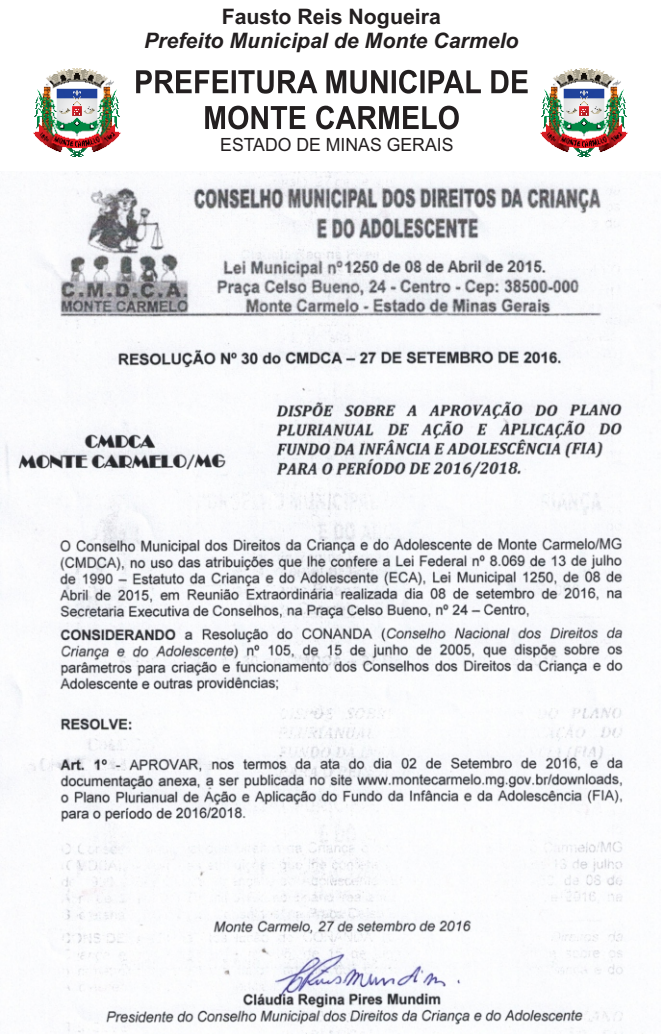 Fausto Reis Nogueira
Prefeito Municipal de Monte Carmelo
PREFEITURA MUNICIPAL DE
MONTE CARMELO
ESTADO DE MINAS GERAIS
MONTE CARMELO
MONTE CARMELO
CONSELHO MUNICIPAL DOS DIREITOS DA CRIANÇA
E DO ADOLESCENTE
C.M.D.C.A.
MONTE CARMELO
Lei Municipal nº1250 de 08 de Abril de 2015.
Praça Celso Bueno, 24 - Centro - Cep: 38500-000
Monte Carmelo - Estado de Minas Gerais
RESOLUÇÃO Nº 30 do CMDCA – 27 DE SETEMBRO DE 2016.
CMDCA
MONTE CARMELO/MG
DISPÕE SOBRE A APROVAÇÃO DO PLANO
PLURIANUAL DE AÇÃO E APLICAÇÃO DO
FUNDO DA INFÂNCIA E ADOLESCÊNCIA (FIA)
PARA O PERÍODO DE 2016/2018.
O Conselho Municipal dos Direitos da Criança e do Adolescente de Monte Carmelo/MG
(CMDCA), no uso das atribuições que lhe confere a Lei Federal nº 8.069 de 13 de julho
de 1990 – Estatuto da Criança e do Adolescente (ECA), Lei Municipal 1250, de 08 de
Abril de 2015, em Reunião Extraordinária realizada dia 08 de setembro de 2016, na
Secretaria Executiva de Conselhos, na Praça Celso Bueno, nº 24 – Centro,
CONSIDERANDO a Resolução do CONANDA (Conselho Nacional dos Direitos da
Criança e do Adolescente) nº 105, de 15 de junho de 2005, que dispõe sobre os
parâmetros para criação e funcionamento dos Conselhos dos Direitos da Criança e do
Adolescente e outras providências;
RESOLVE:
Art. 1º - APROVAR, nos termos da ata do dia 02 de Setembro de 2016, e da
documentação anexa, a ser publicada no site www.montecarmelo.mg.gov.br/downloads,
o Plano Plurianual de Ação e Aplicação do Fundo da Infância e da Adolescência (FIA),
para o período de 2016/2018.
Monte Carmelo, 27 de setembro de 2016
Cláudia Regina Pires Mundim
Presidente do Conselho Municipal dos Direitos da Criança e do Adolescente